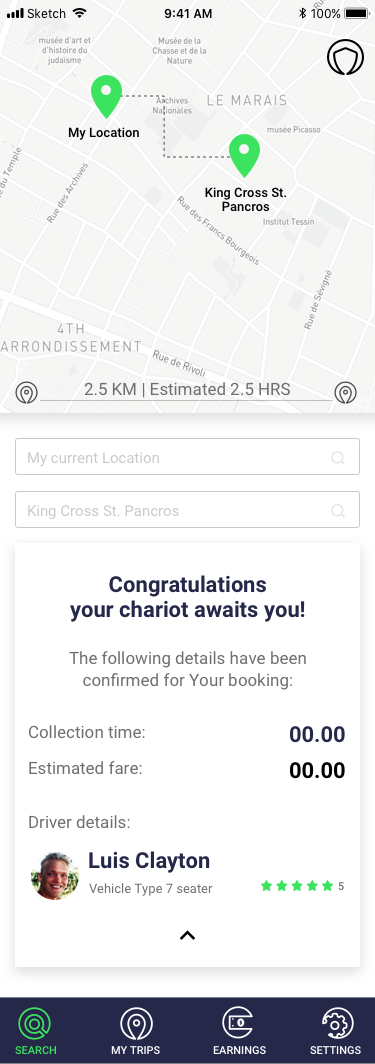 Sketch
9:41 AM
100%
musée d'art et
d'histoire du
judaïsme
Musée de la
Chasse et de la
Nature
Archives
Nationales
LE MARAIS
My Location
musée Picasso
King Cross St.
Pancros
du Temple
Rue des Archives
Rue des Francs Bourgeois
Institut Tessin
Rue de Sévigné
4TH
ARRONDISSEMENT
Rue de Rivoli
2.5 KM | Estimated 2.5 HRS
My current Location
King Cross St. Pancros
Congratulations
your chariot awaits you!
The following details have been
confirmed for Your booking:
Collection time: 00.00
Estimated fare: 00.00
Driver details:
Luis Clayton
Vehicle Type 7 seater
5
SEARCH
MY TRIPS
EARNINGS
SETTINGS